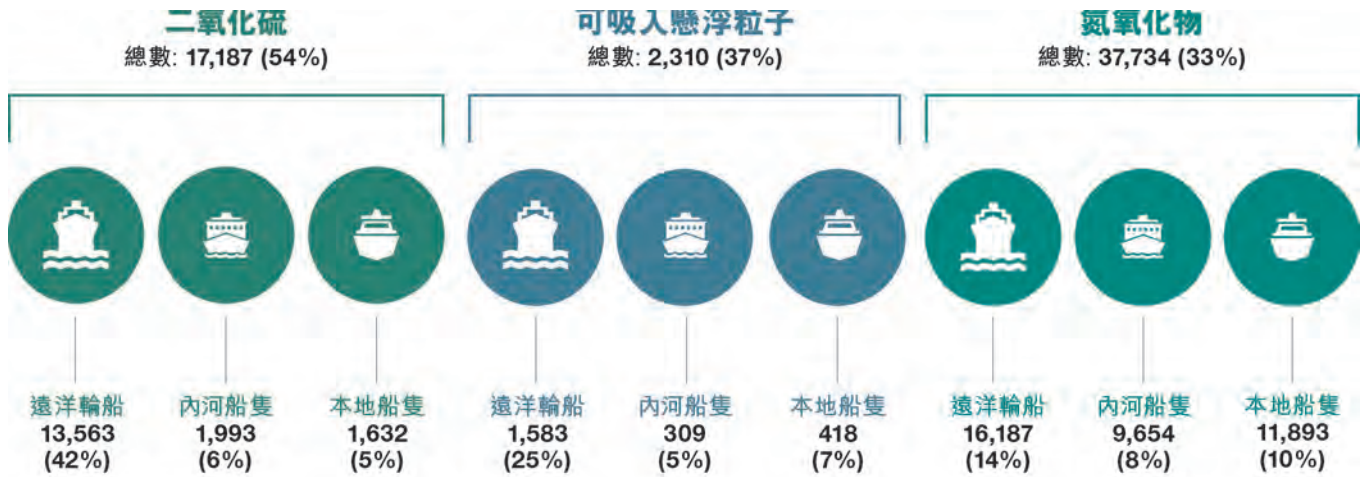 二氧化硫
總數: 17,187 (54%)
遠洋輪船
13,563
(42%)
內河船隻
1,993
(6%)
本地船隻
1,632
(5%)
可吸入懸浮粒子
總數: 2,310 (37%)
遠洋輪船
1,583
(25%)
內河船隻
309
(5%)
本地船隻
418
(7%)
氮氧化物
總數: 37,734 (33%)
遠洋輪船
16,187
(14%)
內河船隻
9,654
(8%)
本地船隻
11,893
(10%)